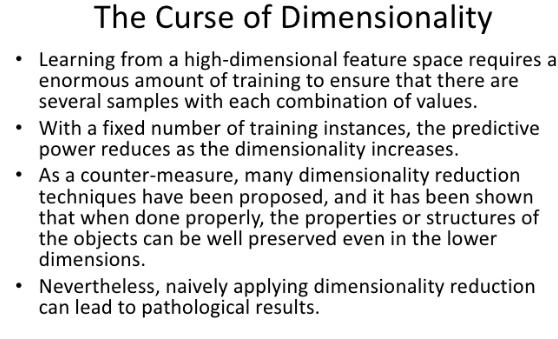 The Curse of Dimensionality
• Learning from a high-dimensional feature space requires a
enormous amount of training to ensure that there are
several samples with each combination of values.
• With a fixed number of training instances, the predictive
power reduces as the dimensionality increases.
• As a counter-measure, many dimensionality reduction
techniques have been proposed, and it has been shown
that when done properly, the properties or structures of
the objects can be well preserved even in the lower
dimensions.
• Nevertheless, naively applying dimensionality reduction
can lead to pathological results.